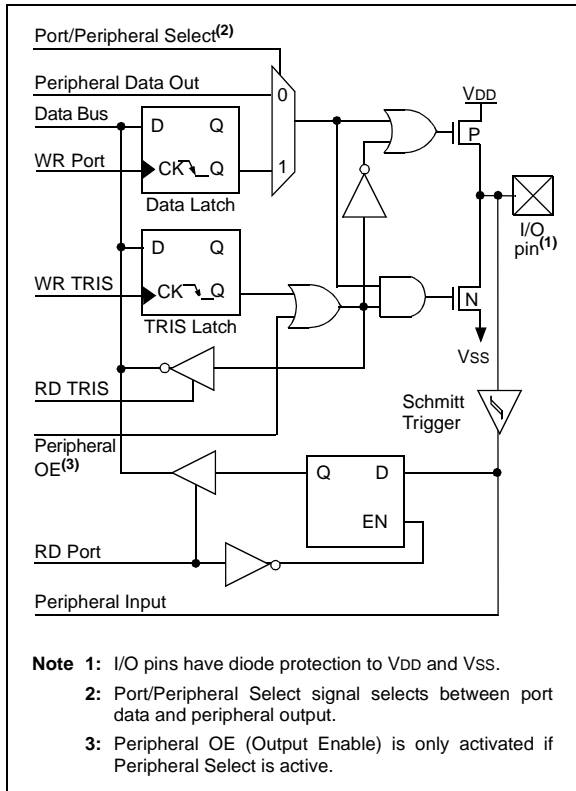 Port/Peripheral Select(2)
Peripheral Data Out
0
VDD
Data Bus
D Q
P
WR Port
CK Q
1
Data Latch
I/O
pin(1)
D Q
WR TRIS
CK Q
N
TRIS Latch
VSS
RD TRIS
Schmitt
Trigger
Peripheral
OE(3)
Q D
EN
RD Port
Peripheral Input
Note 1: I/O pins have diode protection to VDD and VSS.
2: Port/Peripheral Select signal selects between port
data and peripheral output.
3: Peripheral OE (Output Enable) is only activated if
Peripheral Select is active.